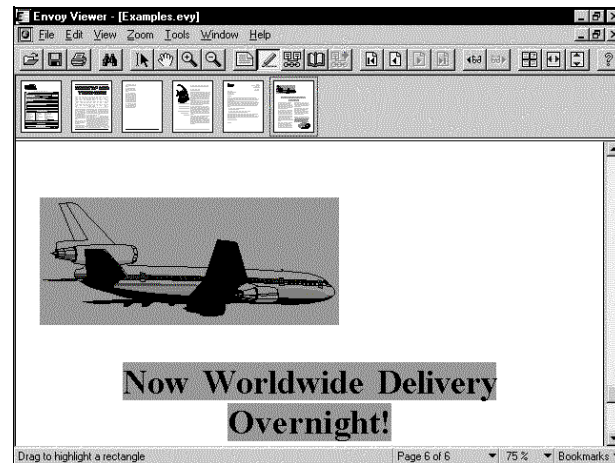 Envoy Viewer - [Examples.evy]
File Edit View Zoom Tools Window Help
Now Worldwide Delivery
Overnight!
Drag to highlight a rectangle Page 6 of 6 75 % Bookmarks